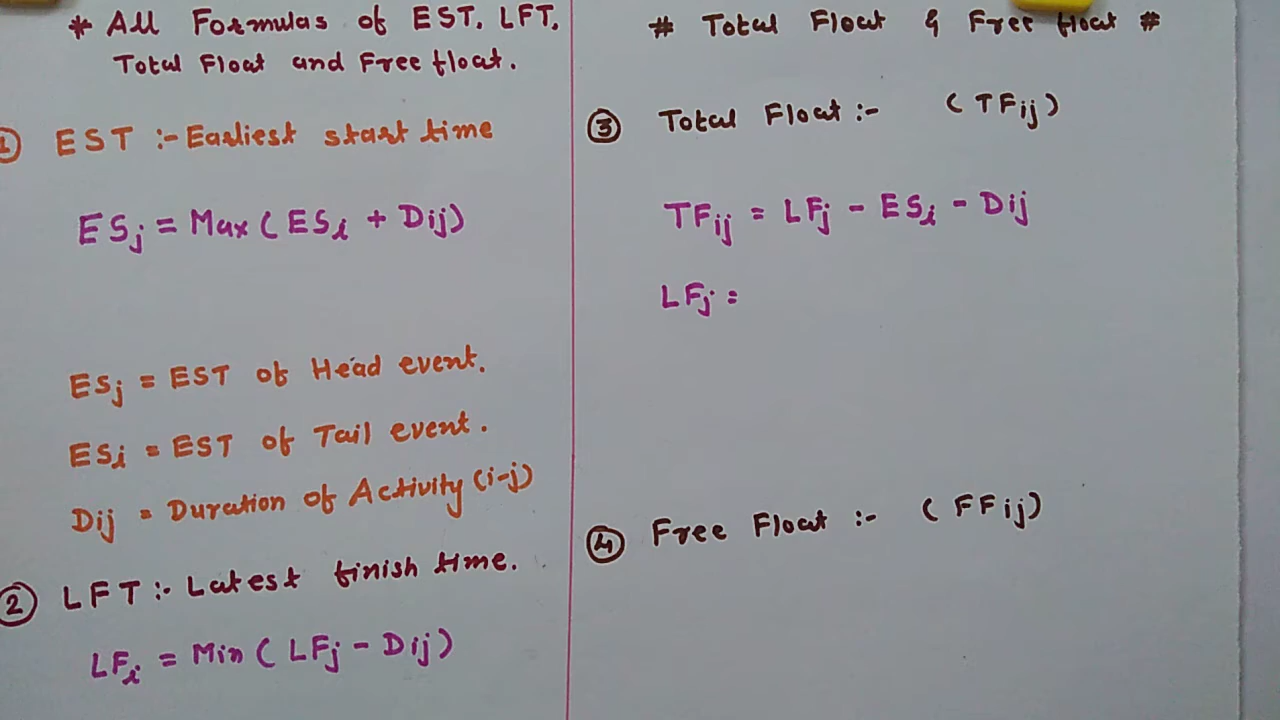 * All Formulas of EST, LFT,
Total Float and Free float.
① EST :- Earliest start time
ESj = Max ( ESi + Dij)
ESj = EST of Head event.
ESi = EST of Tail event.
Dij = Duration of Activity (i-j)
② LFT :- Latest finish time.
LFi = Min ( LFj - Dij)
# Total Float & Free float #
③ Total Float :- ( TFij)
TFij = LFj - ESi - Dij
LFj =
④ Free Float :- ( FFij)